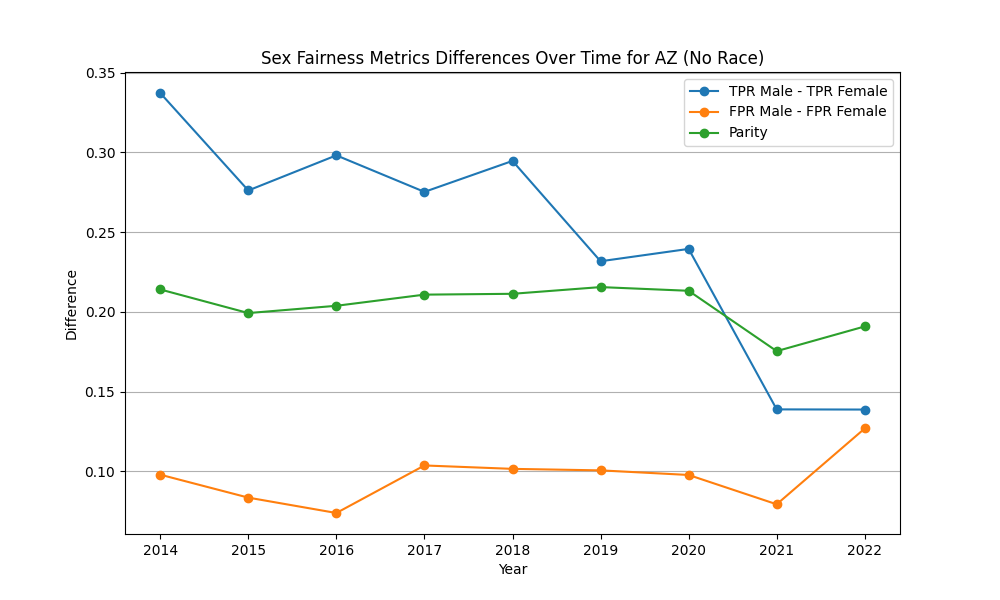 Sex Fairness Metrics Differences Over Time for AZ (No Race)
0.35
0.30
0.25
0.20
0.15
0.10
Difference
TPR Male - TPR Female
FPR Male - FPR Female
Parity
2014 2015 2016 2017 2018 2019 2020 2021 2022
Year